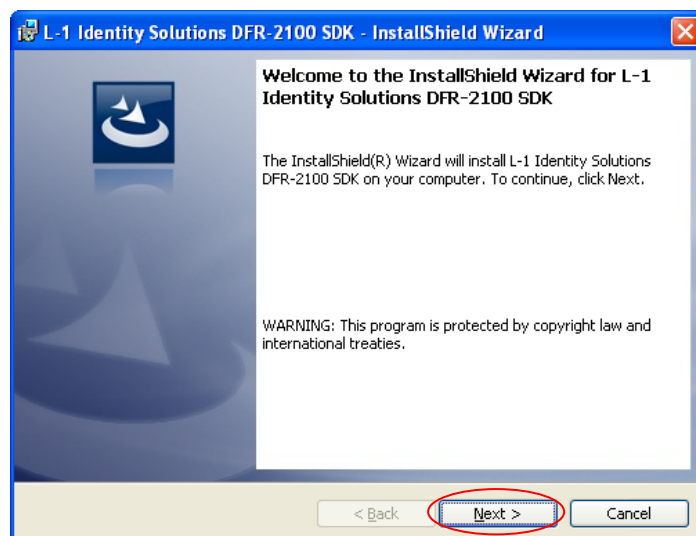 L-1 Identity Solutions DFR-2100 SDK - InstallShield Wizard
Welcome to the InstallShield Wizard for L-1
Identity Solutions DFR-2100 SDK
The InstallShield(R) Wizard will install L-1 Identity Solutions
DFR-2100 SDK on your computer. To continue, click Next.
WARNING: This program is protected by copyright law and
international treaties.
< Back Next > Cancel